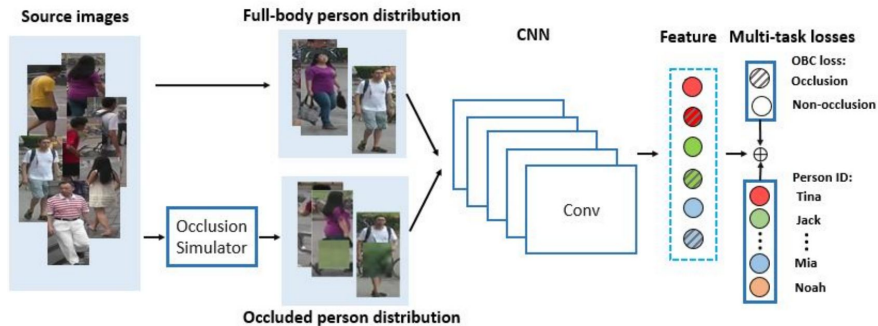 Source images
Full-body person distribution
CNN
Feature
Multi-task losses
OBC loss:
Occlusion
Non-occlusion
Person ID:
Tina
Jack
Mia
Noah
Conv
Occlusion
Simulator
Occluded person distribution